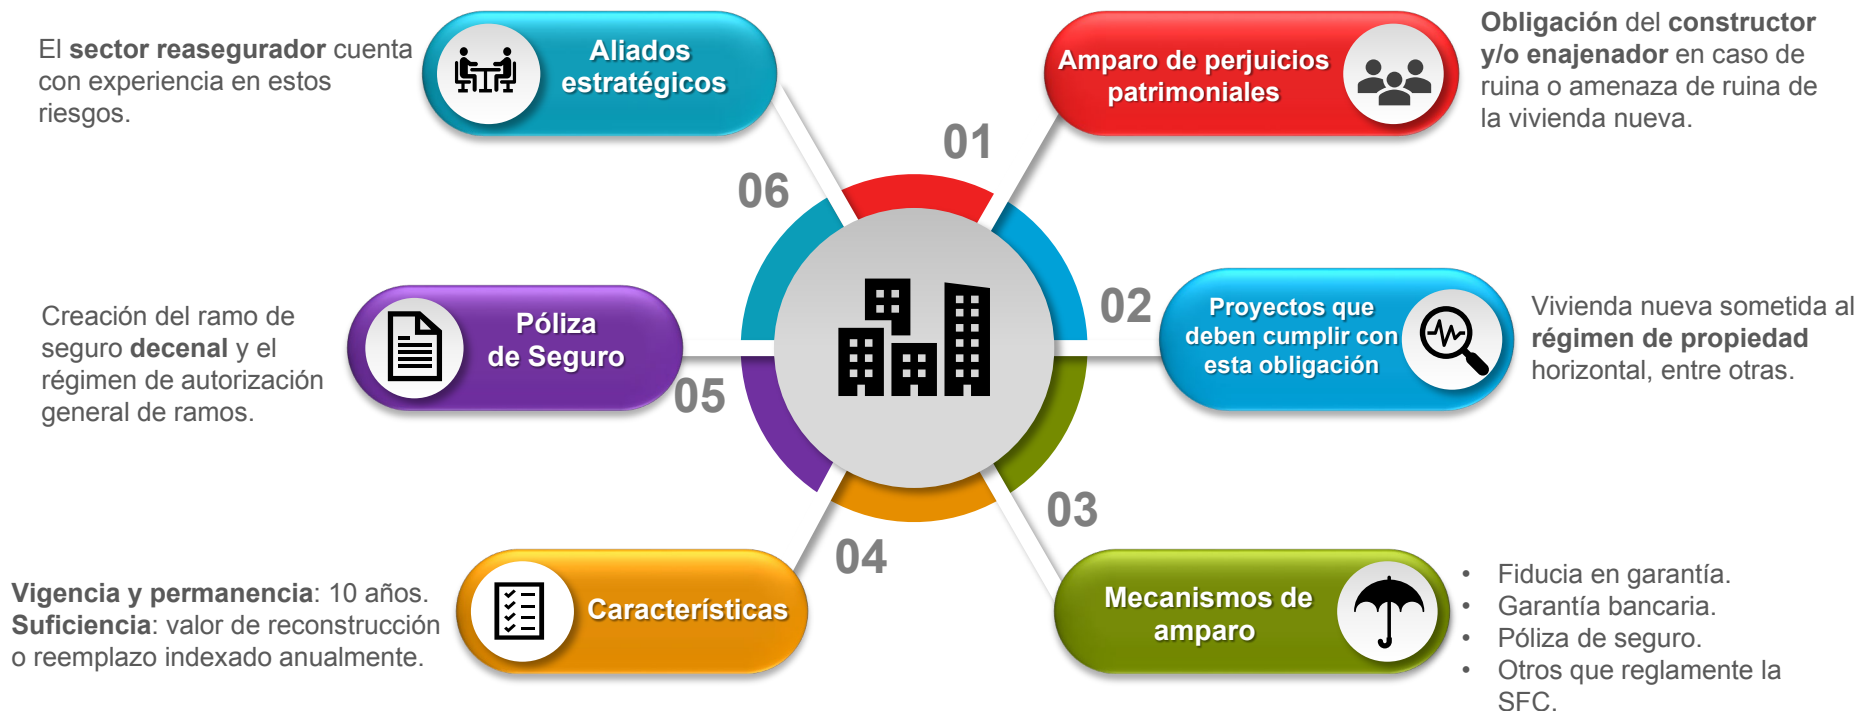 01
Amparo de perjuicios
patrimoniales
Obligación del constructor
y/o enajenador en caso de
ruina o amenaza de ruina de
la vivienda nueva.
02
Proyectos que
deben cumplir con
esta obligación
Vivienda nueva sometida al
régimen de propiedad
horizontal, entre otras.
03
Mecanismos de
amparo
• Fiducia en garantía.
• Garantía bancaria.
• Póliza de seguro.
• Otros que reglamente la
SFC.
04
Características
Vigencia y permanencia: 10 años.
Suficiencia: valor de reconstrucción
o reemplazo indexado anualmente.
05
Póliza
de Seguro
Creación del ramo de
seguro decenal y el
régimen de autorización
general de ramos.
06
Aliados
estratégicos
El sector reasegurador cuenta
con experiencia en estos
riesgos.